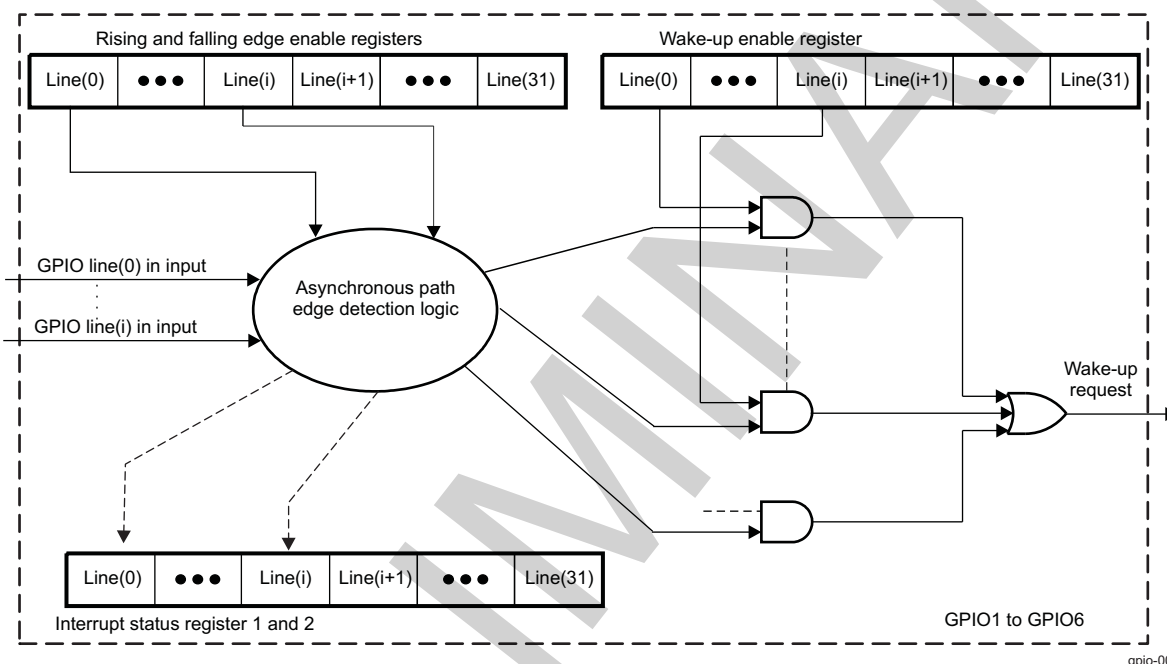 Rising and falling edge enable registers
Wake-up enable register
Line(0) ●●● Line(i) Line(i+1) ●●● Line(31)
Line(0) ●●● Line(i) Line(i+1) ●●● Line(31)
GPIO line(0) in input
GPIO line(i) in input
Asynchronous path
edge detection logic
Wake-up
request
Line(0) ●●● Line(i) Line(i+1) ●●● Line(31)
Interrupt status register 1 and 2
GPIO1 to GPIO6